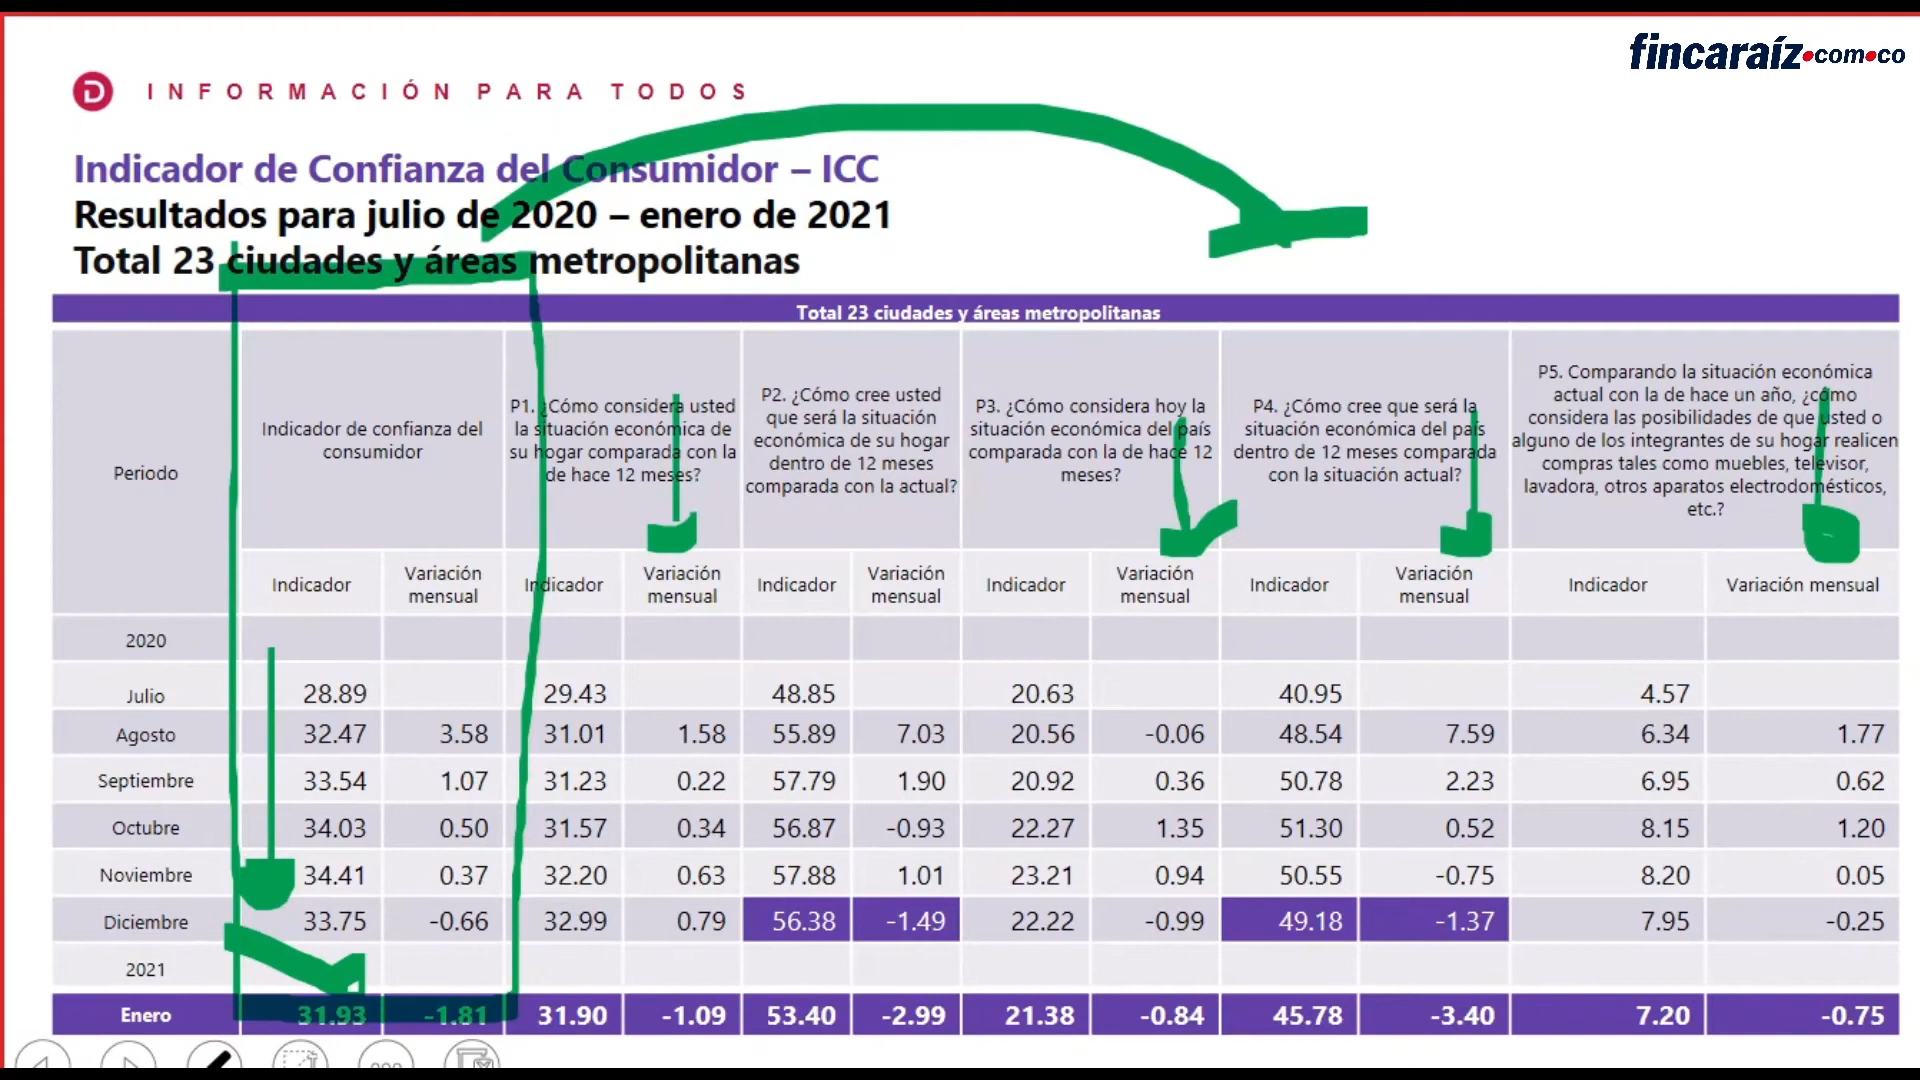 fincaraíz.com.co
INFORMACIÓN PARA TODOS
Indicador de Confianza del Consumidor – ICC
Resultados para julio de 2020 – enero de 2021
Total 23 ciudades y áreas metropolitanas
Total 23 ciudades y áreas metropolitanas
Periodo
Indicador de confianza del
consumidor
P1. ¿Cómo considera usted
la situación económica de
su hogar comparada con la
de hace 12 meses?
P2. ¿Cómo cree usted
que será la situación
económica de su hogar
dentro de 12 meses
comparada con la actual?
P3. ¿Cómo considera hoy la
situación económica del país
comparada con la de hace 12
meses?
P4. ¿Cómo cree que será la
situación económica del país
dentro de 12 meses comparada
con la situación actual?
P5. Comparando la situación económica
actual con la de hace un año, ¿cómo
considera las posibilidades de que usted o
alguno de los integrantes de su hogar realicen
compras tales como muebles, televisor,
lavadora, otros aparatos electrodomésticos,
etc.?
Indicador Variación mensual Indicador Variación mensual Indicador Variación mensual Indicador Variación mensual Indicador Variación mensual Indicador Variación mensual
2020
Julio 28.89 29.43 48.85 20.63 40.95 4.57
Agosto 32.47 3.58 31.01 1.58 55.89 7.03 20.56 -0.06 48.54 7.59 6.34 1.77
Septiembre 33.54 1.07 31.23 0.22 57.79 1.90 20.92 0.36 50.78 2.23 6.95 0.62
Octubre 34.03 0.50 31.57 0.34 56.87 -0.93 22.27 1.35 51.30 0.52 8.15 1.20
Noviembre 34.41 0.37 32.20 0.63 57.88 1.01 23.21 0.94 50.55 -0.75 8.20 0.05
Diciembre 33.75 -0.66 32.99 0.79 56.38 -1.49 22.22 -0.99 49.18 -1.37 7.95 -0.25
2021
Enero 31.93 -1.81 31.90 -1.09 53.40 -2.99 21.38 -0.84 45.78 -3.40 7.20 -0.75